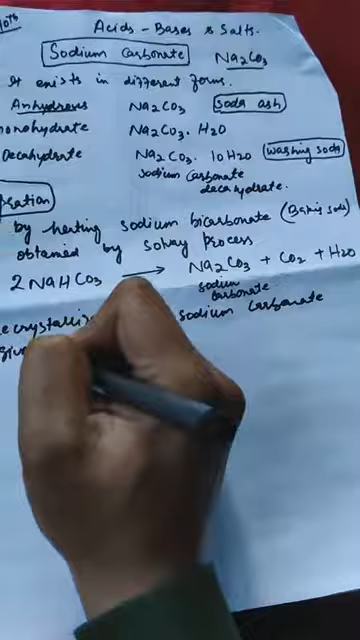 10th
Acids - Bases & Salts.
Sodium Carbonate Na2CO3
It exists in different forms.
Anhydrous Na2CO3 soda ash
monohydrate Na2CO3. H2O
Decahydrate Na2CO3. 10H2O washing soda
sodium carbonate
decahydrate.
ration
by heating sodium bicarbonate (Baking soda)
obtained by solvay process
2NaHCO3 → Na2CO3 + CO2 + H2O
sodium
carbonate
sodium carbonate